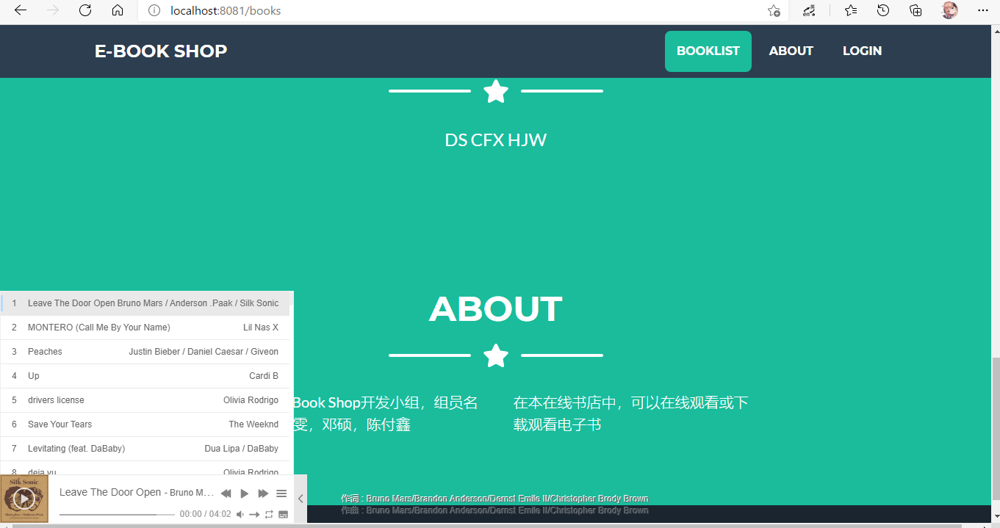 localhost:8081/books
E-BOOK SHOP
BOOKLIST
ABOUT
LOGIN
DS CFX HJW
ABOUT
Book Shop开发小组，组员名
雯，邓硕，陈付鑫
在本在线书店中，可以在线观看或下
载观看电子书
1 Leave The Door Open Bruno Mars / Anderson .Paak / Silk Sonic
2 MONTERO (Call Me By Your Name) Lil Nas X
3 Peaches Justin Bieber / Daniel Caesar / Giveon
4 Up Cardi B
5 drivers license Olivia Rodrigo
6 Save Your Tears The Weeknd
7 Levitating (feat. DaBaby) Dua Lipa / DaBaby
8 deja vu Olivia Rodrigo
Silk Sonic
Leave The Door Open - Bruno M…
00:00 / 04:02
作词 : Bruno Mars/Brandon Anderson/Dernst Emile II/Christopher Brody Brown
作曲 : Bruno Mars/Brandon Anderson/Dernst Emile II/Christopher Brody Brown